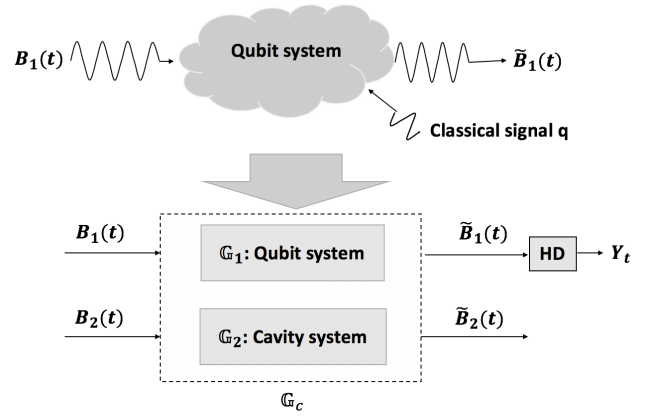 Qubit system
B₁(t)
B̃₁(t)
Classical signal q
B₁(t)
𝔾₁: Qubit system
B̃₁(t)
HD
Yₜ
B₂(t)
𝔾₂: Cavity system
B̃₂(t)
𝔾c